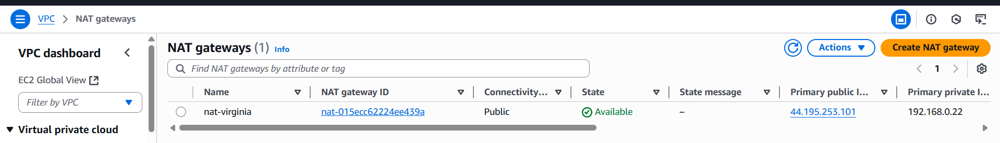 VPC > NAT gateways
VPC dashboard
EC2 Global View
Filter by VPC
Virtual private cloud
NAT gateways (1) Info
Actions
Create NAT gateway
Find NAT gateways by attribute or tag
1
Name NAT gateway ID Connectivity... State State message Primary public I... Primary private I...
nat-virginia nat-015ecc62224ee439a Public Available – 44.195.253.101 192.168.0.22